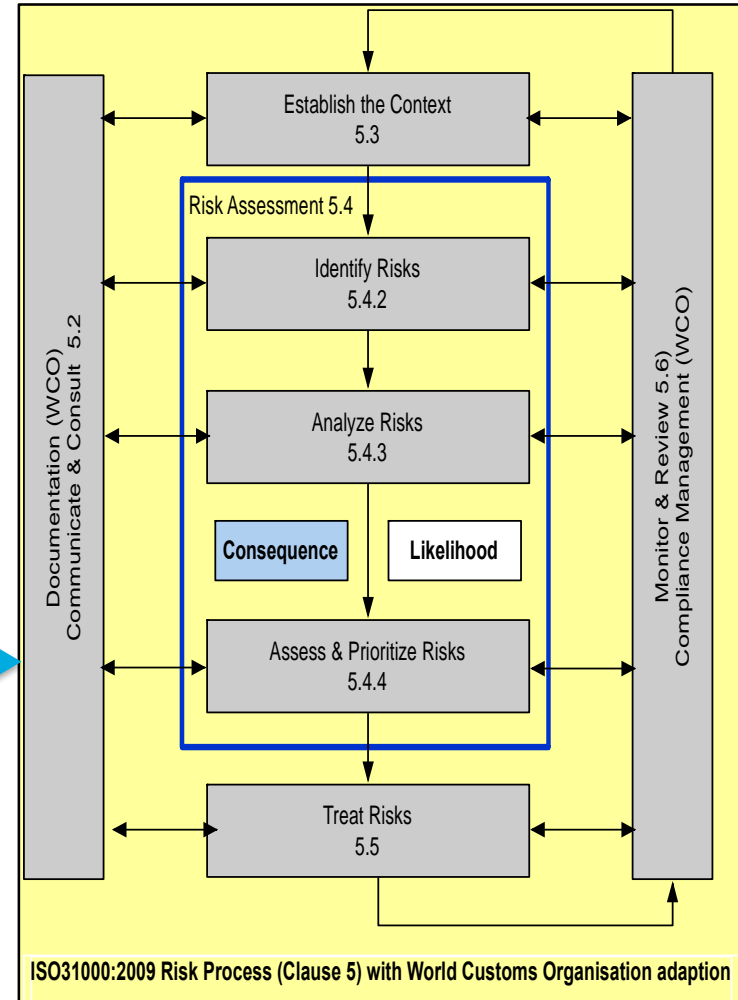 Establish the Context
5.3
Risk Assessment 5.4
Identify Risks
5.4.2
Analyze Risks
5.4.3
Consequence
Likelihood
Assess & Prioritize Risks
5.4.4
Treat Risks
5.5
Documentation (WCO)
Communicate & Consult 5.2
Monitor & Review 5.6)
Compliance Management (WCO)
ISO31000:2009 Risk Process (Clause 5) with World Customs Organisation adaption